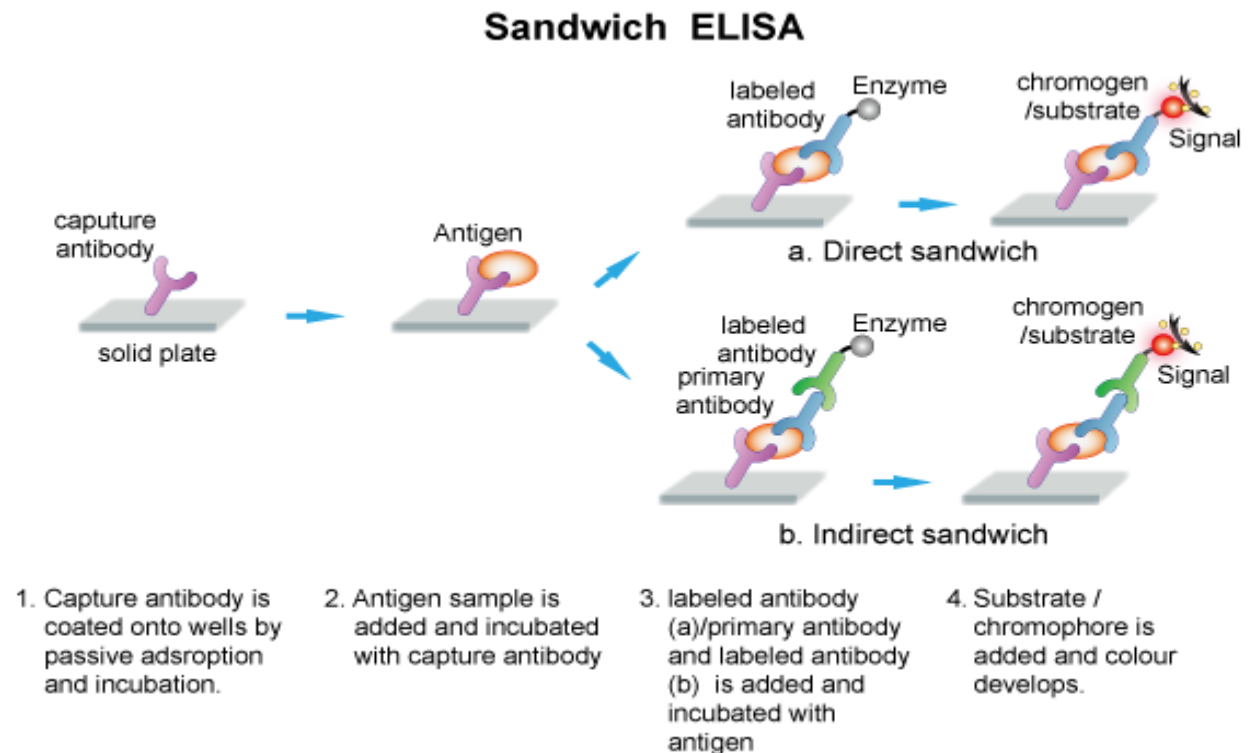 Sandwich ELISA
labeled
antibody
Enzyme
chromogen
/substrate
Signal
caputure
antibody
solid plate
Antigen
a. Direct sandwich
labeled
antibody
Enzyme
primary
antibody
chromogen
/substrate
Signal
b. Indirect sandwich
1. Capture antibody is
coated onto wells by
passive adsroption
and incubation.
2. Antigen sample is
added and incubated
with capture antibody
3. labeled antibody
(a)/primary antibody
and labeled antibody
(b) is added and
incubated with
antigen
4. Substrate /
chromophore is
added and colour
develops.